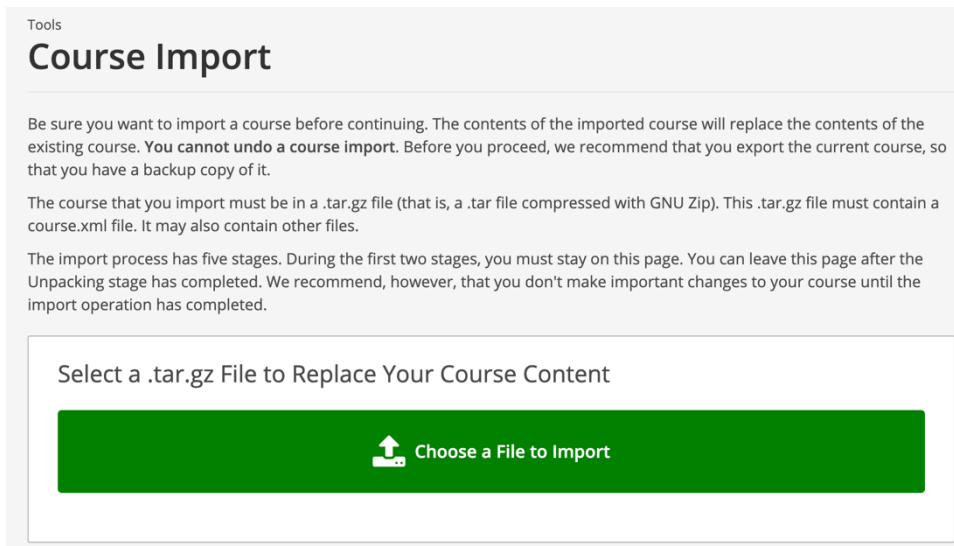 Tools
Course Import
Be sure you want to import a course before continuing. The contents of the imported course will replace the contents of the
existing course. You cannot undo a course import. Before you proceed, we recommend that you export the current course, so
that you have a backup copy of it.
The course that you import must be in a .tar.gz file (that is, a .tar file compressed with GNU Zip). This .tar.gz file must contain a
course.xml file. It may also contain other files.
The import process has five stages. During the first two stages, you must stay on this page. You can leave this page after the
Unpacking stage has completed. We recommend, however, that you don't make important changes to your course until the
import operation has completed.
Select a .tar.gz File to Replace Your Course Content
Choose a File to Import